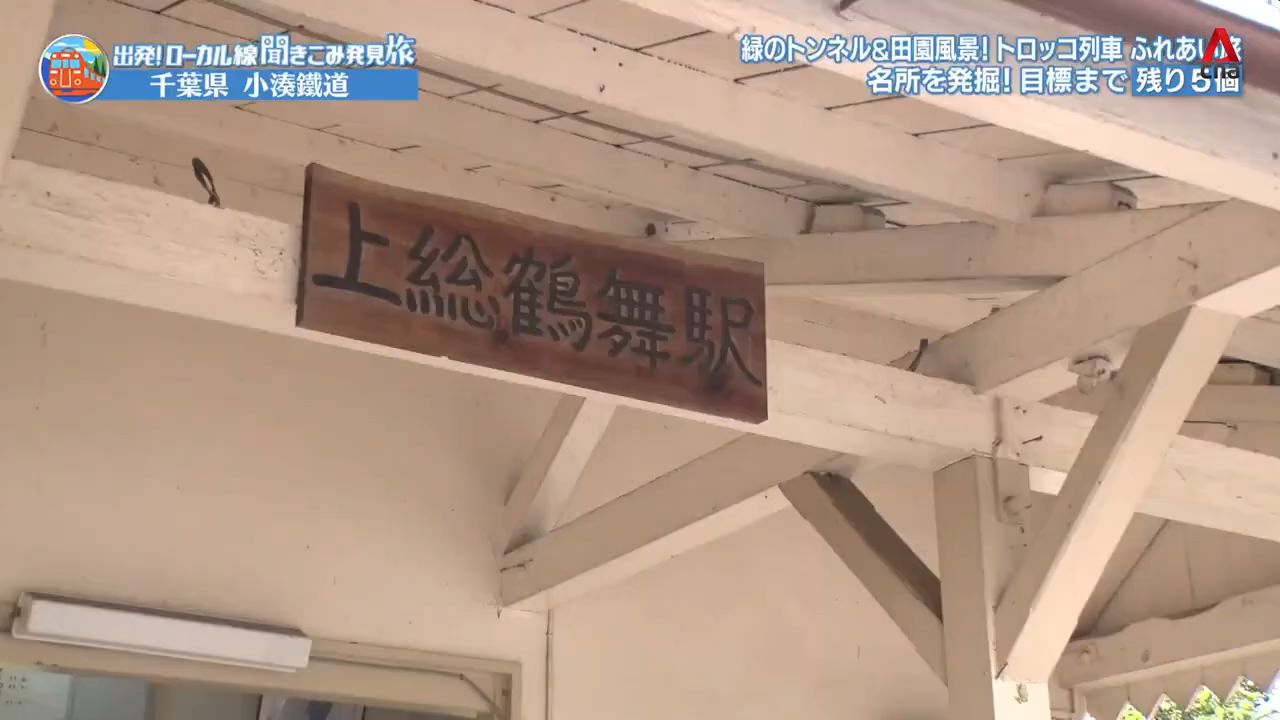 出発!ローカル線聞きこみ発見旅
千葉県 小湊鐵道
緑のトンネル&田園風景!トロッコ列車 ふれあい旅
名所を発掘!目標まで 残り5個
cna
上総鶴舞駅